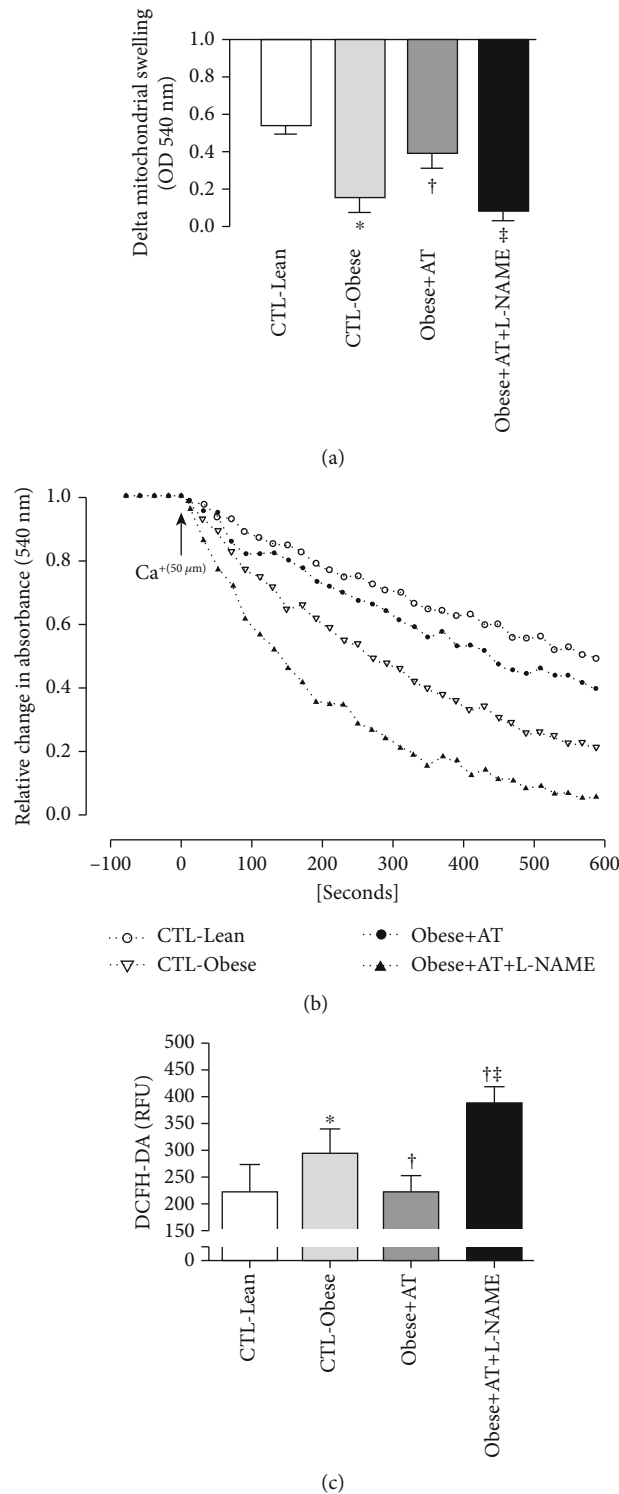 Delta mitochondrial swelling
(OD 540 nm)
1.0
0.6
0.4
0.2
0.0
*
†
‡
CTL-Lean
CTL-Obese
Obese+AT
Obese+AT+L-NAME
(a)
Relative change in absorbance (540 nm)
1.0
0.8
0.6
0.4
0.2
0.0
Ca+(50 μm)
−100
0
100
200
300
400
500
600
[Seconds]
CTL-Lean
Obese+AT
CTL-Obese
Obese+AT+L-NAME
(b)
DCFH-DA (RFU)
500
450
400
350
300
250
200
150
0
*
†
†‡
CTL-Lean
CTL-Obese
Obese+AT
Obese+AT+L-NAME
(c)